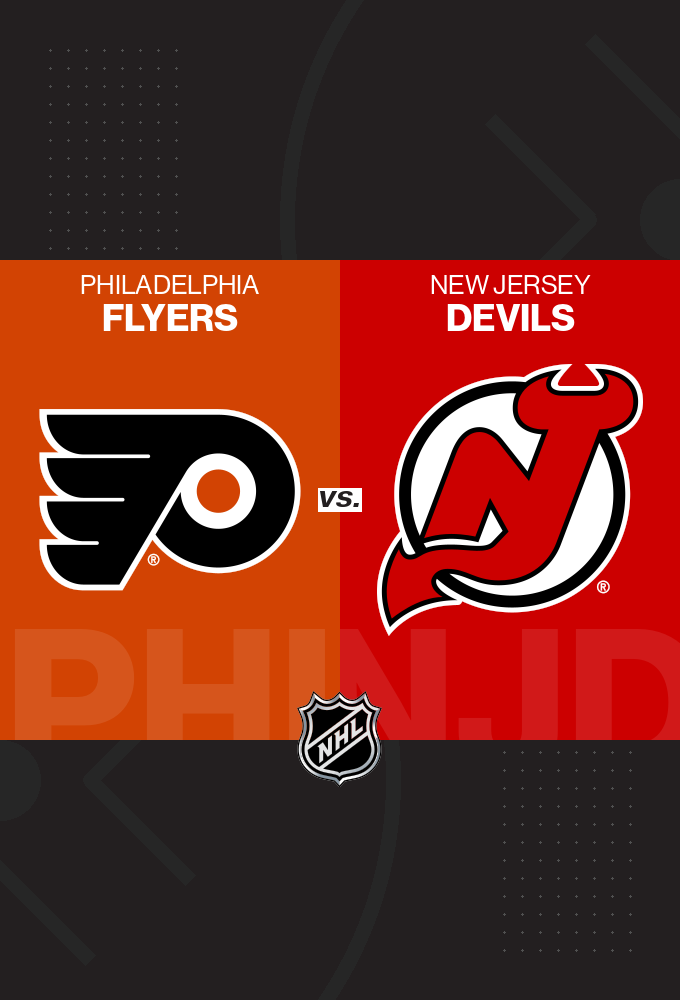 PHILADELPHIA
FLYERS
NEW JERSEY
DEVILS
vs.
®
®
PHI
NJD
NHL